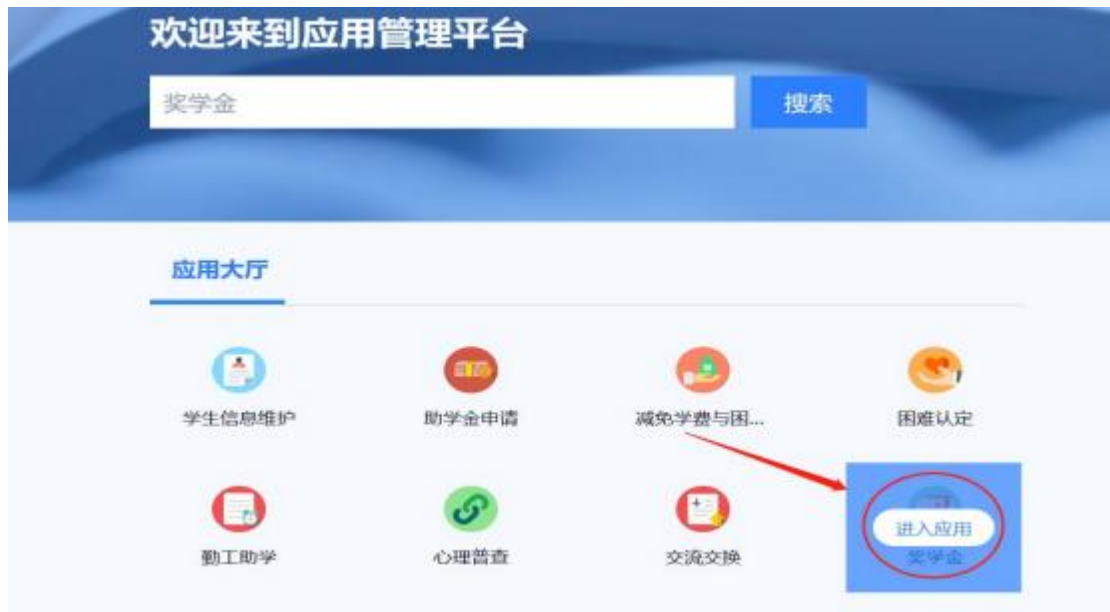 欢迎来到应用管理平台
奖学金
搜索
应用大厅
学生信息维护
助学金申请
减免学费与困...
困难认定
勤工助学
心理普查
交流交换
进入应用
奖学金